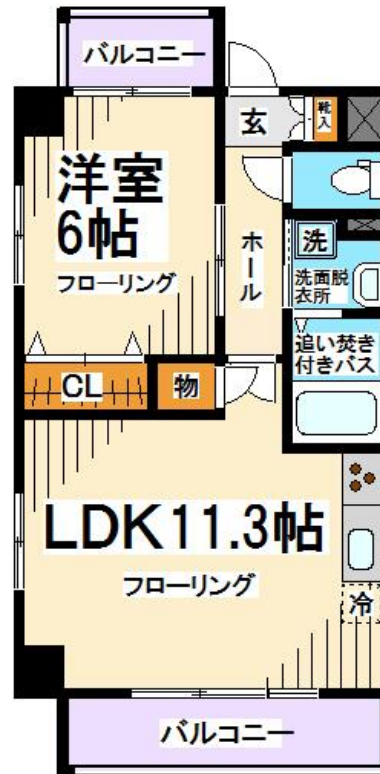 バルコニー
玄
靴入
洋室
6帖
フローリング
ホール
洗
洗面脱
衣所
追い焚き
付きバス
CL
物
LDK11.3帖
フローリング
冷
バルコニー